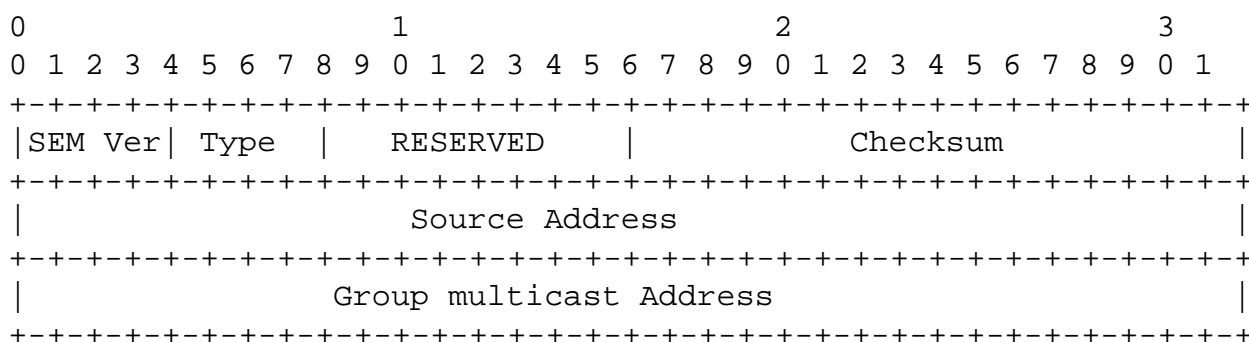 0                   1                   2                   3
0 1 2 3 4 5 6 7 8 9 0 1 2 3 4 5 6 7 8 9 0 1 2 3 4 5 6 7 8 9 0 1
+-+-+-+-+-+-+-+-+-+-+-+-+-+-+-+-+-+-+-+-+-+-+-+-+-+-+-+-+-+-+-+-+
|SEM Ver| Type  |   RESERVED    |           Checksum            |
+-+-+-+-+-+-+-+-+-+-+-+-+-+-+-+-+-+-+-+-+-+-+-+-+-+-+-+-+-+-+-+-+
|                    Source Address                             |
+-+-+-+-+-+-+-+-+-+-+-+-+-+-+-+-+-+-+-+-+-+-+-+-+-+-+-+-+-+-+-+-+
|                Group multicast Address                        |
+-+-+-+-+-+-+-+-+-+-+-+-+-+-+-+-+-+-+-+-+-+-+-+-+-+-+-+-+-+-+-+-+